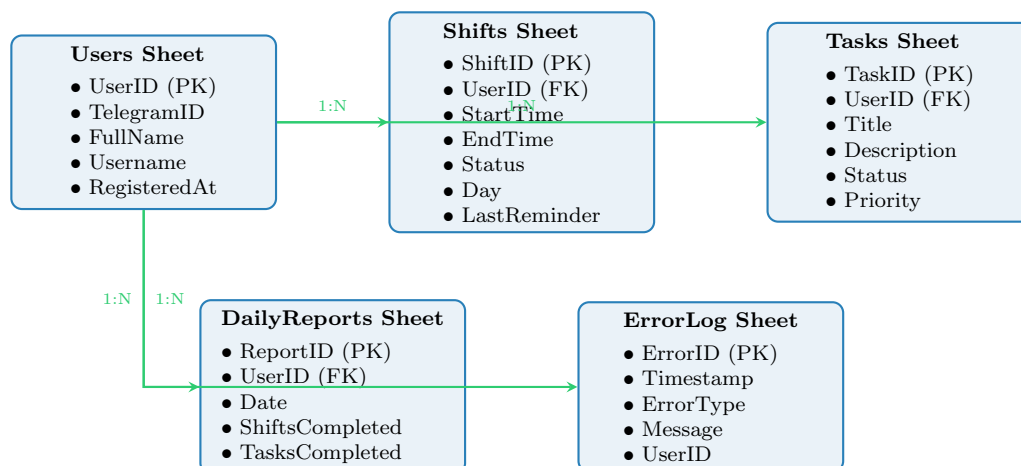 Users Sheet
• UserID (PK)
• TelegramID
• FullName
• Username
• RegisteredAt
1:N
Shifts Sheet
• ShiftID (PK)
• UserID (FK)
• StartTime
• EndTime
• Status
• Day
• LastReminder
1:N
Tasks Sheet
• TaskID (PK)
• UserID (FK)
• Title
• Description
• Status
• Priority
1:N
1:N
DailyReports Sheet
• ReportID (PK)
• UserID (FK)
• Date
• ShiftsCompleted
• TasksCompleted
ErrorLog Sheet
• ErrorID (PK)
• Timestamp
• ErrorType
• Message
• UserID